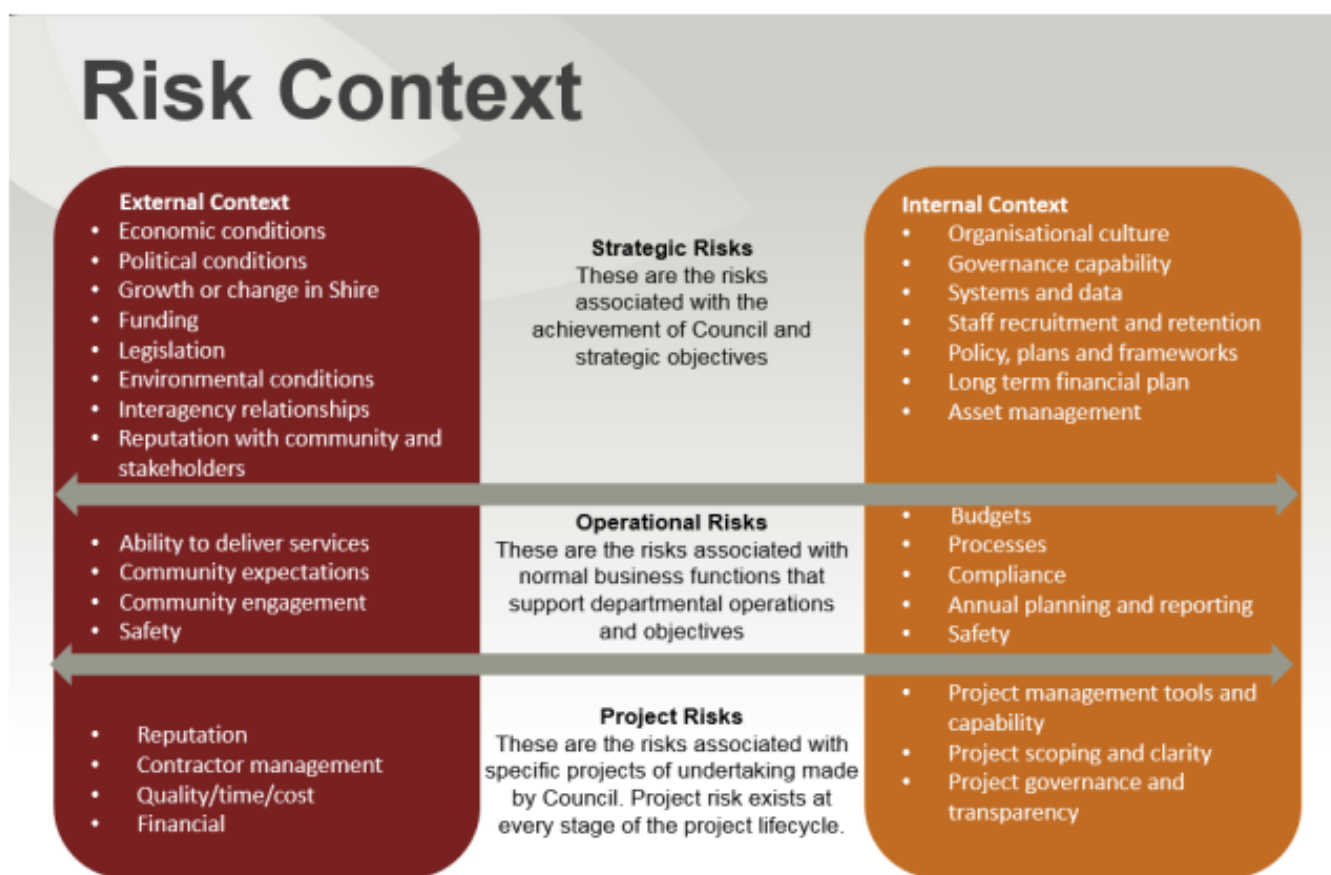 Risk Context
External Context
• Economic conditions
• Political conditions
• Growth or change in Shire
• Funding
• Legislation
• Environmental conditions
• Interagency relationships
• Reputation with community and
stakeholders
Strategic Risks
These are the risks
associated with the
achievement of Council and
strategic objectives
Internal Context
• Organisational culture
• Governance capability
• Systems and data
• Staff recruitment and retention
• Policy, plans and frameworks
• Long term financial plan
• Asset management
• Ability to deliver services
• Community expectations
• Community engagement
• Safety
Operational Risks
These are the risks associated with
normal business functions that
support departmental operations
and objectives
• Budgets
• Processes
• Compliance
• Annual planning and reporting
• Safety
• Reputation
• Contractor management
• Quality/time/cost
• Financial
Project Risks
These are the risks associated with
specific projects of undertaking made
by Council. Project risk exists at
every stage of the project lifecycle.
• Project management tools and
capability
• Project scoping and clarity
• Project governance and
transparency